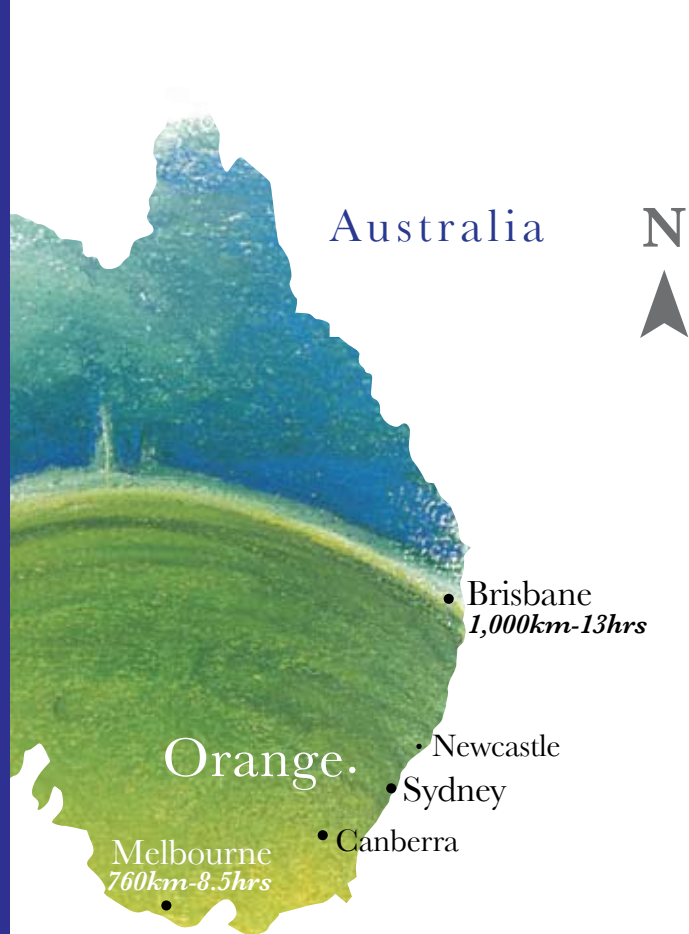 Australia
N
Brisbane
1,000km-13hrs
Newcastle
Orange.
Sydney
Canberra
Melbourne
760km-8.5hrs